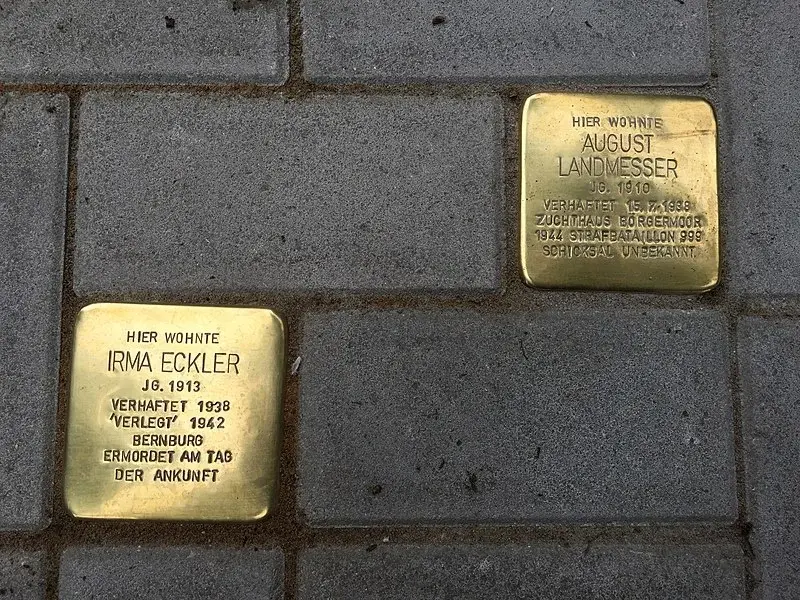 HIER WOHNTE
AUGUST
LANDMESSER
JG. 1910
VERHAFTET 15.7.1938
ZUCHTHAUS BÖRGERMOOR
1944 STRAFBATAILLON 999
SCHICKSAL UNBEKANNT
HIER WOHNTE
IRMA ECKLER
JG. 1913
VERHAFTET 1938
'VERLEGT' 1942
BERNBURG
ERMORDET AM TAG
DER ANKUNFT